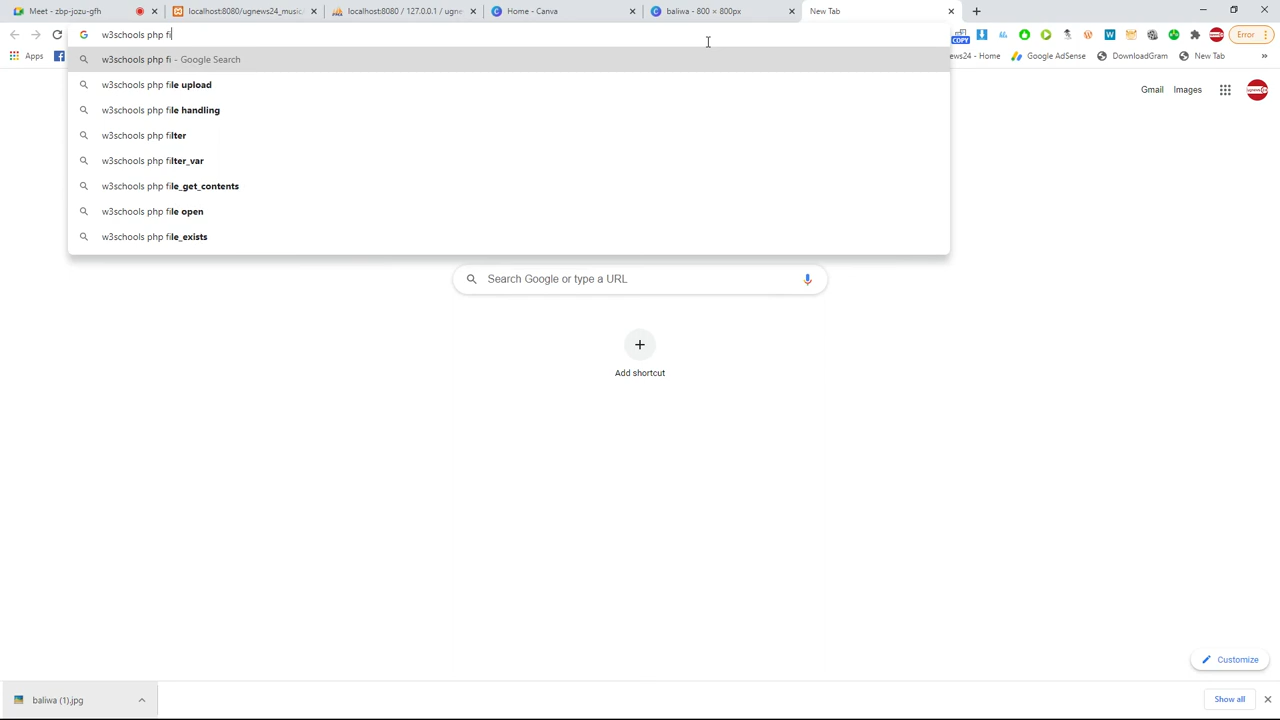 Meet - zbp-jozu-gfh
localhost:8080/ugnews24_music
localhost:8080 / 127.0.0.1 / ugne
Home - Canva
baliwa - 800 × 800px
New Tab
w3schools php fi
COPY
Error
Apps
ws24 - Home
Google AdSense
DownloadGram
New Tab
w3schools php fi - Google Search
w3schools php file upload
w3schools php file handling
w3schools php filter
w3schools php filter_var
w3schools php file_get_contents
w3schools php file open
w3schools php file_exists
Gmail
Images
Search Google or type a URL
Add shortcut
Customize
baliwa (1).jpg
Show all